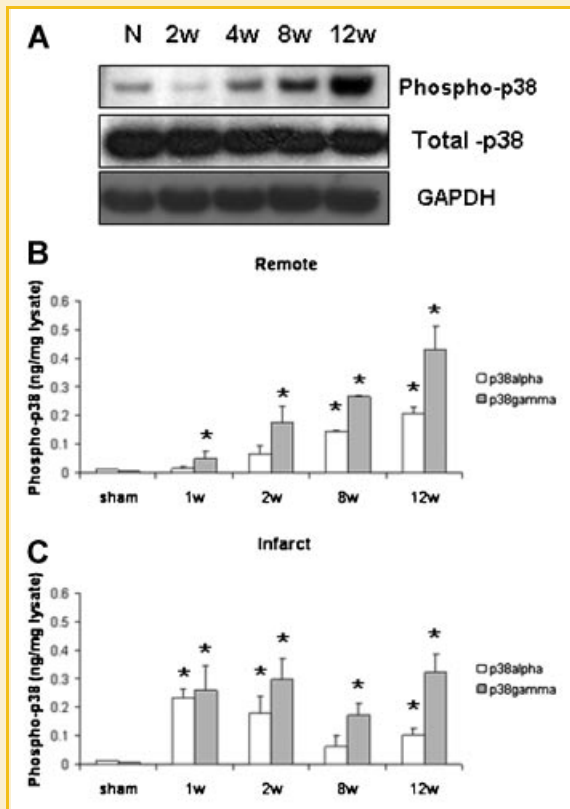 A
N 2w 4w 8w 12w
Phospho-p38
Total -p38
GAPDH
B
Remote
Phospho-p38 (ng/mg lysate)
0.6
0.5
0.4
0.3
0.2
0.1
0
* * * * * *
p38alpha
p38gamma
sham 1w 2w 8w 12w
C
Infarct
Phospho-p38 (ng/mg lysate)
0.6
0.5
0.4
0.3
0.2
0.1
0
* * * * * * *
p38alpha
p38gamma
sham 1w 2w 8w 12w